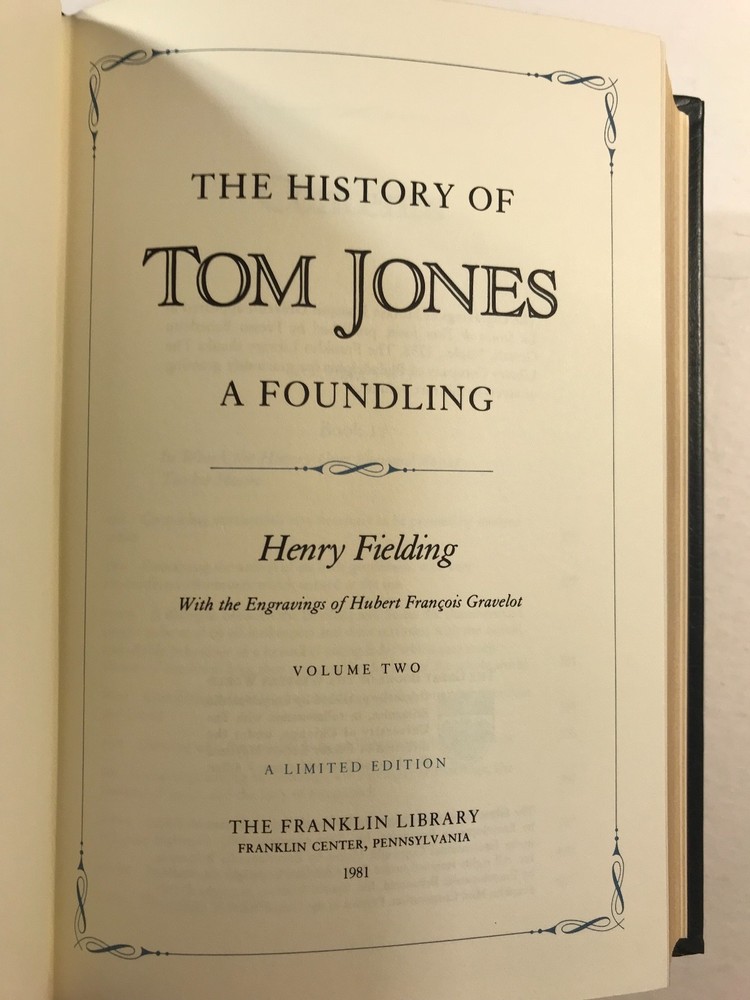 THE HISTORY OF
TOM JONES
A FOUNDLING
Henry Fielding
With the Engravings of Hubert François Gravelot
VOLUME TWO
A LIMITED EDITION
THE FRANKLIN LIBRARY
FRANKLIN CENTER, PENNSYLVANIA
1981